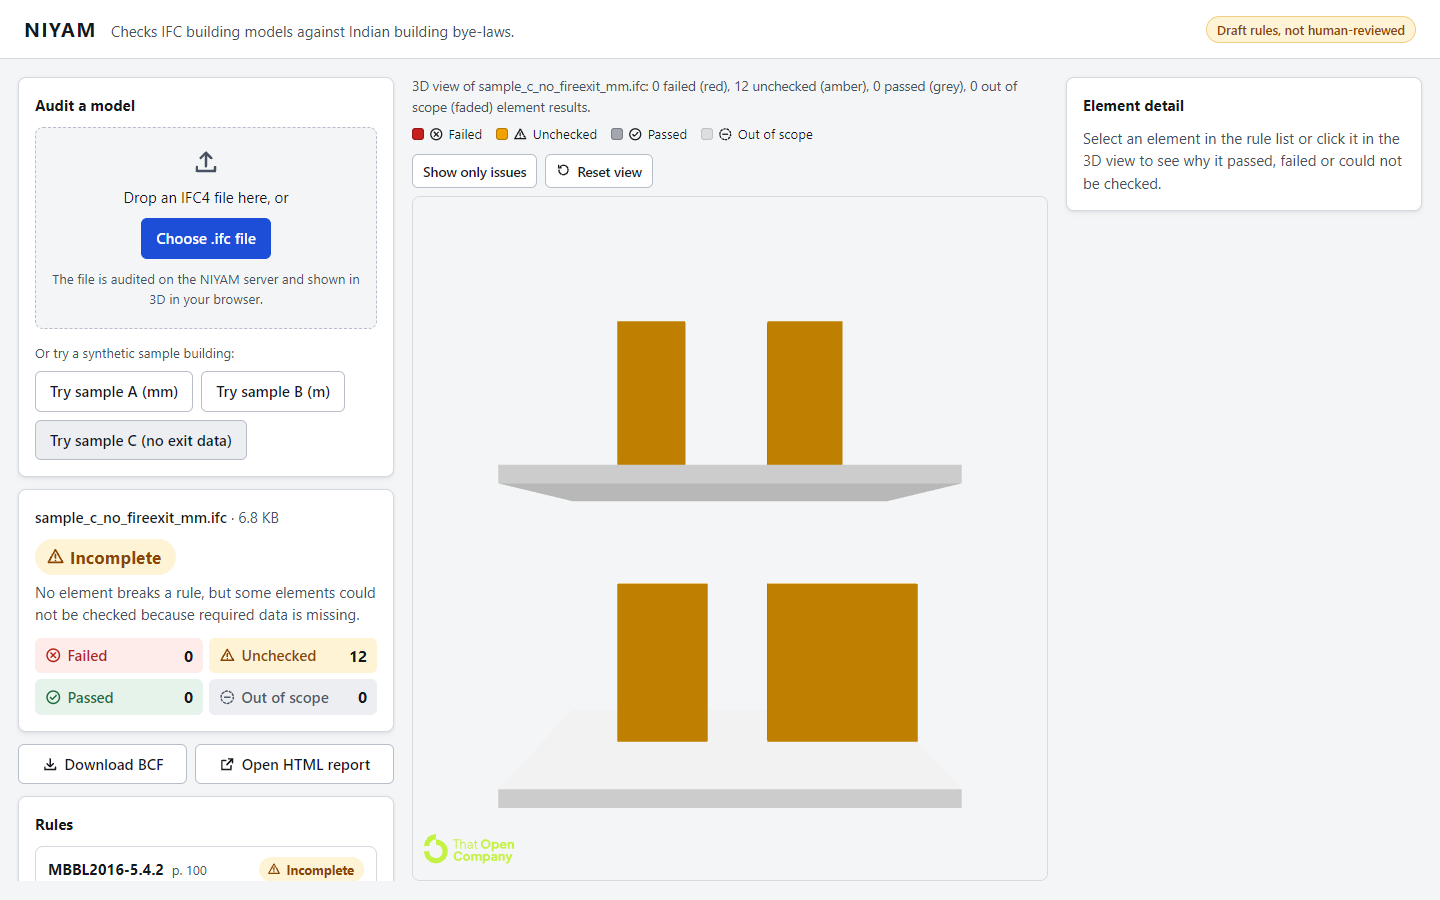 NIYAM
Checks IFC building models against Indian building bye-laws.
Draft rules, not human-reviewed
Audit a model
Drop an IFC4 file here, or
Choose .ifc file
The file is audited on the NIYAM server and shown in
3D in your browser.
Or try a synthetic sample building:
Try sample A (mm)
Try sample B (m)
Try sample C (no exit data)
sample_c_no_fireexit_mm.ifc · 6.8 KB
Incomplete
No element breaks a rule, but some elements could
not be checked because required data is missing.
Failed 0
Unchecked 12
Passed 0
Out of scope 0
Download BCF
Open HTML report
Rules
MBBL2016-5.4.2 p. 100 Incomplete
3D view of sample_c_no_fireexit_mm.ifc: 0 failed (red), 12 unchecked (amber), 0 passed (grey), 0 out of
scope (faded) element results.
Failed Unchecked Passed Out of scope
Show only issues
Reset view
That Open
Company
Element detail
Select an element in the rule list or click it in the
3D view to see why it passed, failed or could not
be checked.